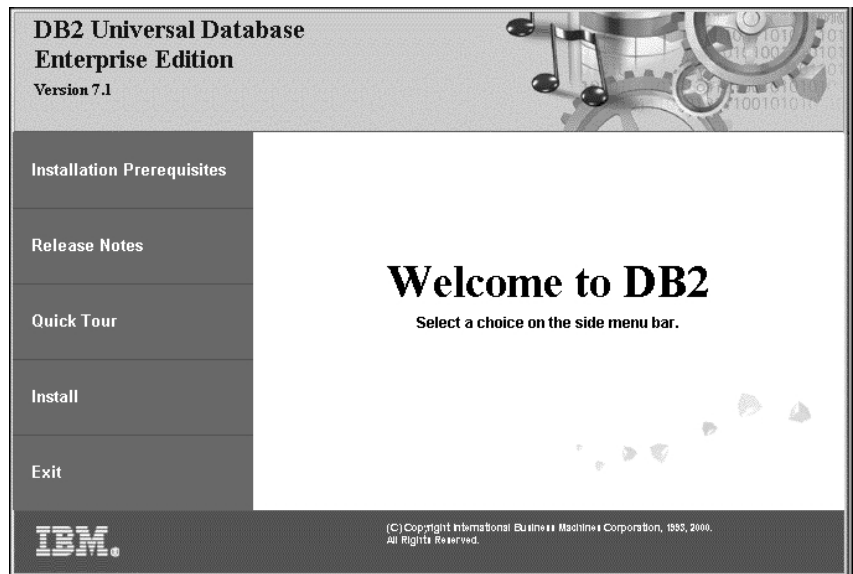 DB2 Universal Database
Enterprise Edition
Version 7.1
Installation Prerequisites
Release Notes
Quick Tour
Install
Exit
Welcome to DB2
Select a choice on the side menu bar.
IBM®
(C) Copyright International Business Machines Corporation, 1993, 2000.
All Rights Reserved.